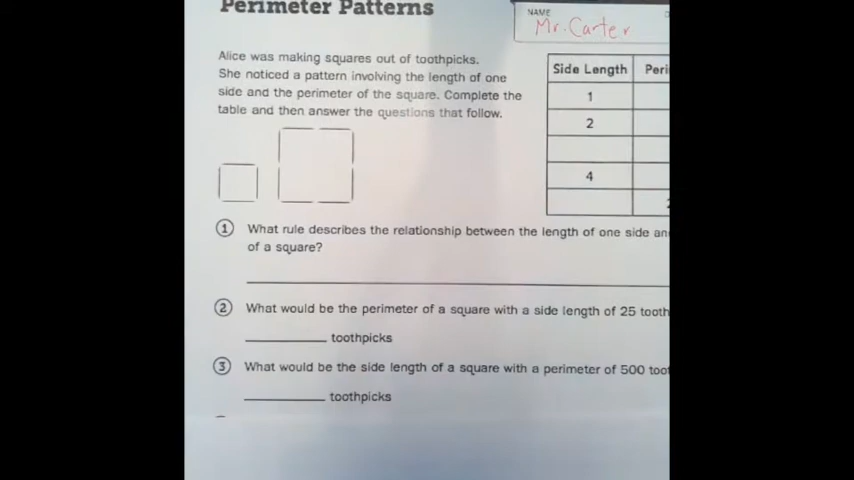 Perimeter Patterns
NAME
Mr. Carter
Alice was making squares out of toothpicks.
She noticed a pattern involving the length of one
side and the perimeter of the square. Complete the
table and then answer the questions that follow.
Side Length Peri
1
2
4
① What rule describes the relationship between the length of one side an
of a square?
② What would be the perimeter of a square with a side length of 25 tooth
toothpicks
③ What would be the side length of a square with a perimeter of 500 toot
toothpicks